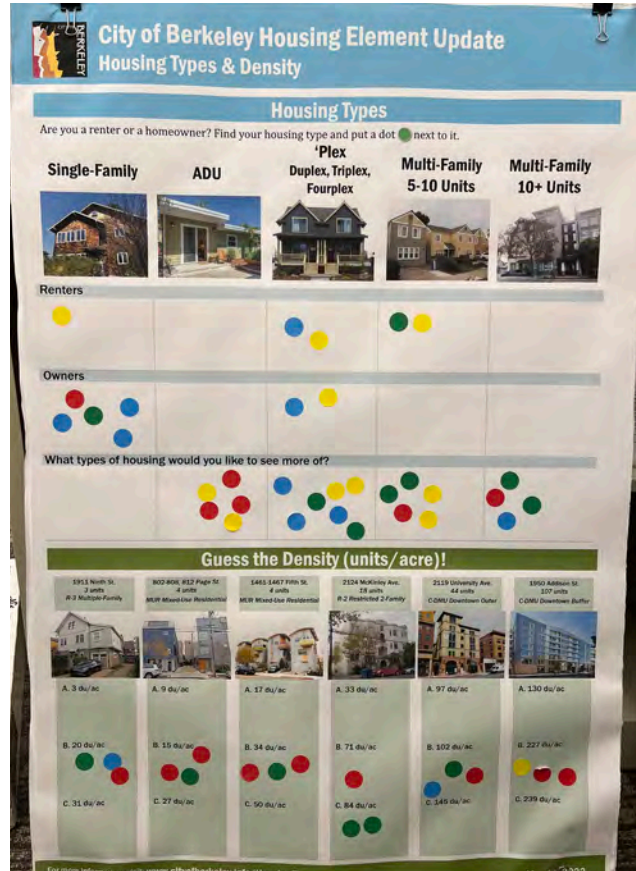 BERKELEY
City of Berkeley Housing Element Update
Housing Types & Density
Housing Types
Are you a renter or a homeowner? Find your housing type and put a dot next to it.
Single-Family
ADU
'Plex
Duplex, Triplex,
Fourplex
Multi-Family
5-10 Units
Multi-Family
10+ Units
Renters
Owners
What types of housing would you like to see more of?
Guess the Density (units/acre)!
1911 Ninth St.
3 units
R-3 Multiple-Family
802-808, 812 Page St.
4 units
MUR Mixed-Use Residential
1461-1467 Fifth St.
4 units
MUR Mixed-Use Residential
2124 McKinley Ave.
18 units
R-2 Restricted 2-Family
2119 University Ave.
44 units
C-DMU Downtown Outer
1950 Addison St.
107 units
C-DMU Downtown Buffer
A. 3 du/ac
A. 9 du/ac
A. 17 du/ac
A. 33 du/ac
A. 97 du/ac
A. 130 du/ac
B. 20 du/ac
B. 15 du/ac
B. 34 du/ac
B. 71 du/ac
B. 102 du/ac
B. 227 du/ac
C. 31 du/ac
C. 27 du/ac
C. 50 du/ac
C. 84 du/ac
C. 145 du/ac
C. 239 du/ac